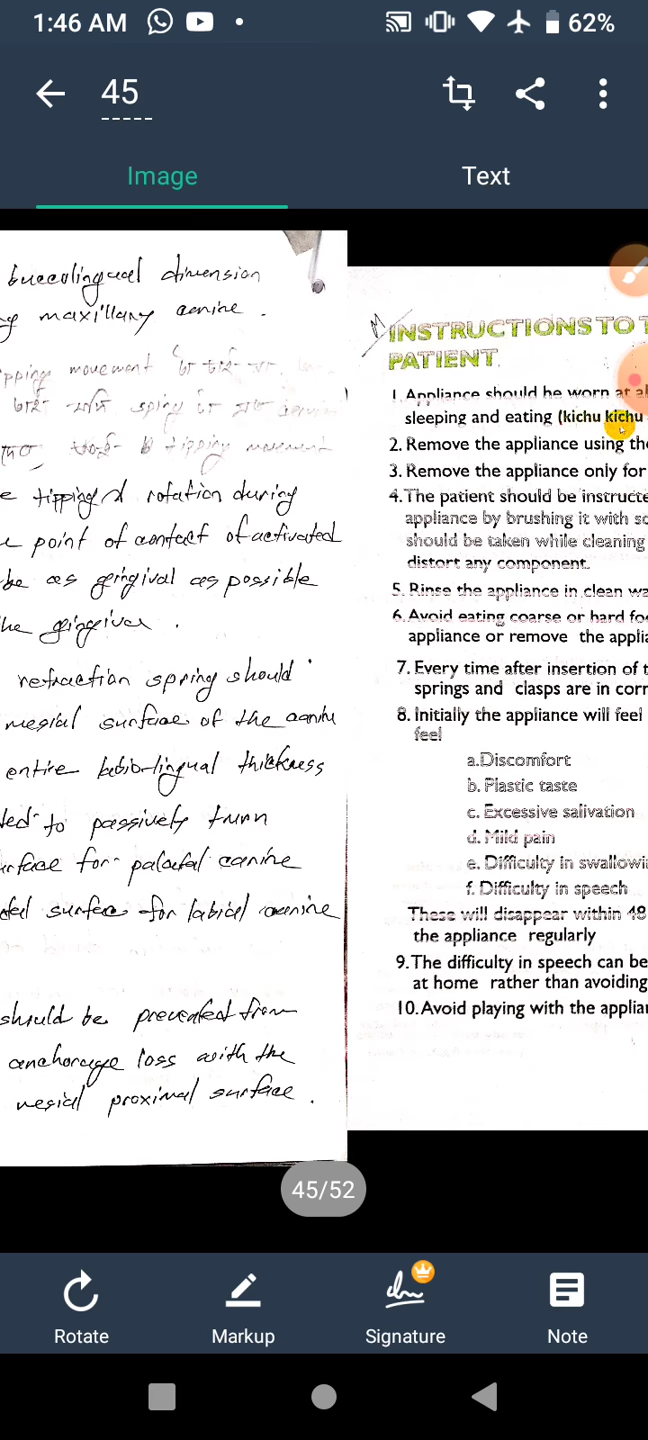 1:46 AM
62%
45
Image
Text
buccolingual dimension
maxillary canine.
movement
tipping movement
tipping & rotation during
point of contact of activated
be as gingival as possible
he gingiva.
retraction spring should
mesial surface of the canine
entire labio-lingual thickness
ded to passively turn
rface for palatal canine
surface for labial canine
should be prevented from
anchorage loss with the
mesial proximal surface.
INSTRUCTIONS TO T
PATIENT
1. Appliance should be worn at al
sleeping and eating (kichu kichu
2. Remove the appliance using the
3. Remove the appliance only for
4. The patient should be instructe
appliance by brushing it with so
should be taken while cleaning
distort any component.
5. Rinse the appliance in clean wa
6. Avoid eating coarse or hard foo
appliance or remove the applia
7. Every time after insertion of t
springs and clasps are in corr
8. Initially the appliance will feel
feel
a. Discomfort
b. Plastic taste
c. Excessive salivation
d. Mild pain
e. Difficulty in swallowi
f. Difficulty in speech
These will disappear within 48
the appliance regularly
9. The difficulty in speech can be
at home rather than avoiding
10. Avoid playing with the applian
45/52
Rotate
Markup
Signature
Note